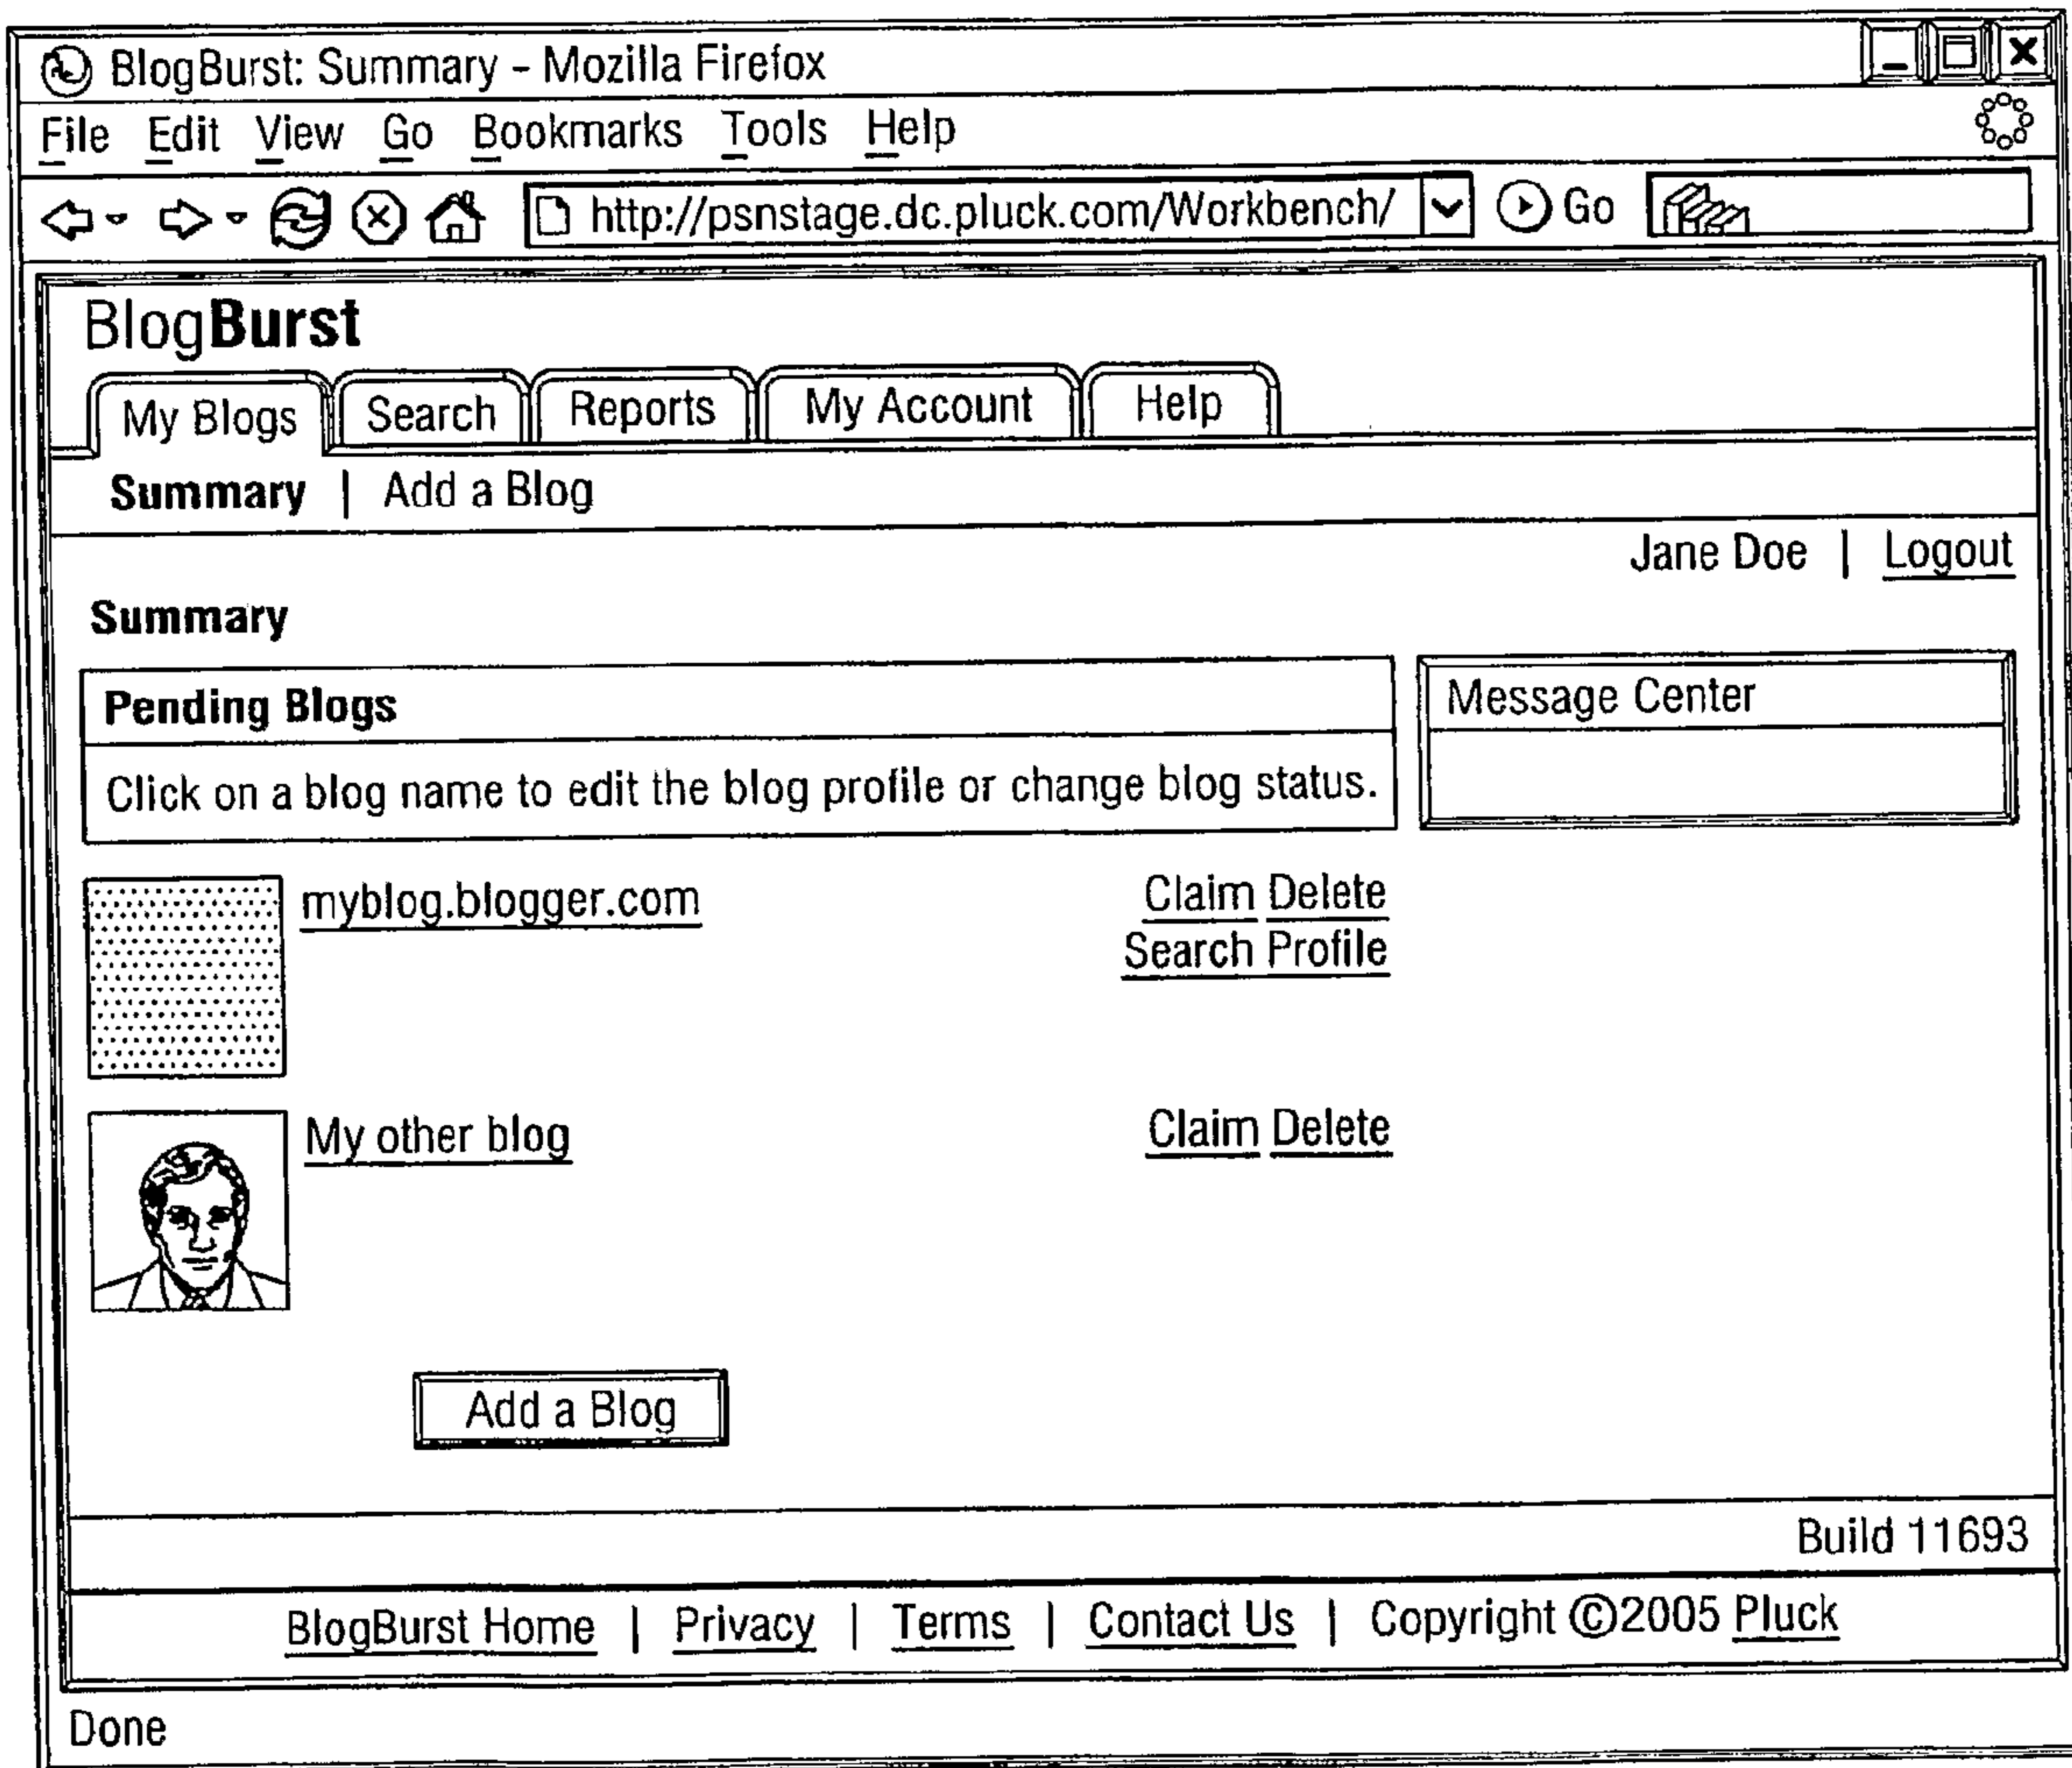 BlogBurst: Summary - Mozilla Firefox
File Edit View Go Bookmarks Tools Help
http://psnstage.dc.pluck.com/Workbench/ Go
BlogBurst
My Blogs Search Reports My Account Help
Summary | Add a Blog
Jane Doe | Logout
Summary
Pending Blogs
Message Center
Click on a blog name to edit the blog profile or change blog status.
myblog.blogger.com Claim Delete
Search Profile
My other blog Claim Delete
Add a Blog
Build 11693
BlogBurst Home | Privacy | Terms | Contact Us | Copyright ©2005 Pluck
Done